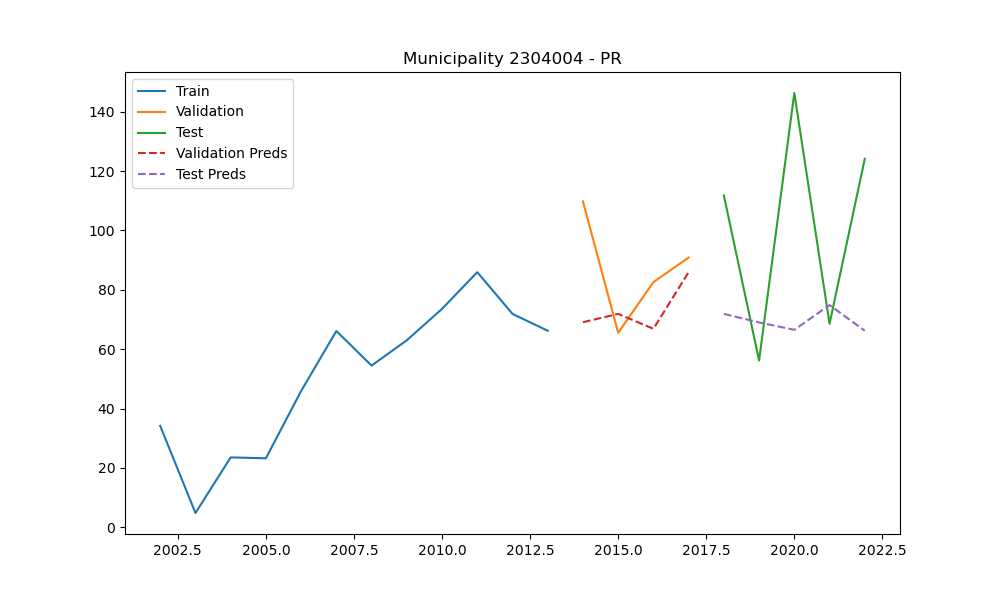 Municipality 2304004 - PR
Train
Validation
Test
Validation Preds
Test Preds
140
120
100
80
60
40
20
0
2002.5 2005.0 2007.5 2010.0 2012.5 2015.0 2017.5 2020.0 2022.5